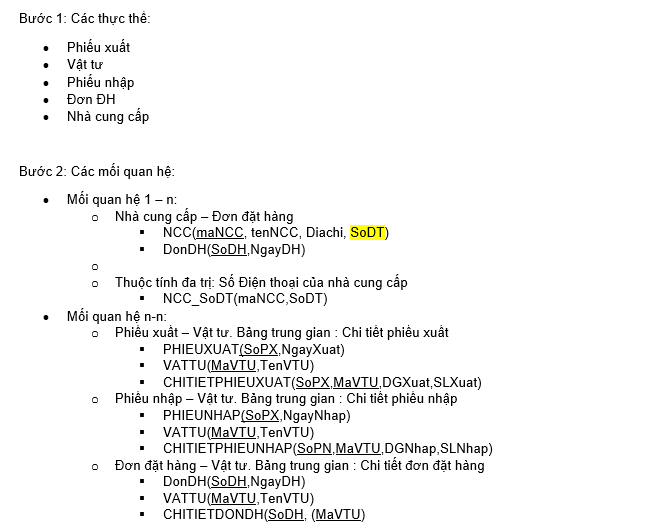 Bước 1: Các thực thể:
• Phiếu xuất
• Vật tư
• Phiếu nhập
• Đơn ĐH
• Nhà cung cấp
Bước 2: Các mối quan hệ:
• Mối quan hệ 1 – n:
o Nhà cung cấp – Đơn đặt hàng
▪ NCC(maNCC, tenNCC, Diachi, SoDT)
▪ DonDH(SoDH,NgayDH)
o
o Thuộc tính đa trị: Số Điện thoại của nhà cung cấp
▪ NCC_SoDT(maNCC,SoDT)
• Mối quan hệ n-n:
o Phiếu xuất – Vật tư. Bảng trung gian : Chi tiết phiếu xuất
▪ PHIEUXUAT(SoPX,NgayXuat)
▪ VATTU(MaVTU,TenVTU)
▪ CHITIETPHIEUXUAT(SoPX,MaVTU,DGXuat,SLXuat)
o Phiếu nhập – Vật tư. Bảng trung gian : Chi tiết phiếu nhập
▪ PHIEUNHAP(SoPX,NgayNhap)
▪ VATTU(MaVTU,TenVTU)
▪ CHITIETPHIEUNHAP(SoPN,MaVTU,DGNhap,SLNhap)
o Đơn đặt hàng – Vật tư. Bảng trung gian : Chi tiết đơn đặt hàng
▪ DonDH(SoDH,NgayDH)
▪ VATTU(MaVTU,TenVTU)
▪ CHITIETDONDH(SoDH, (MaVTU)